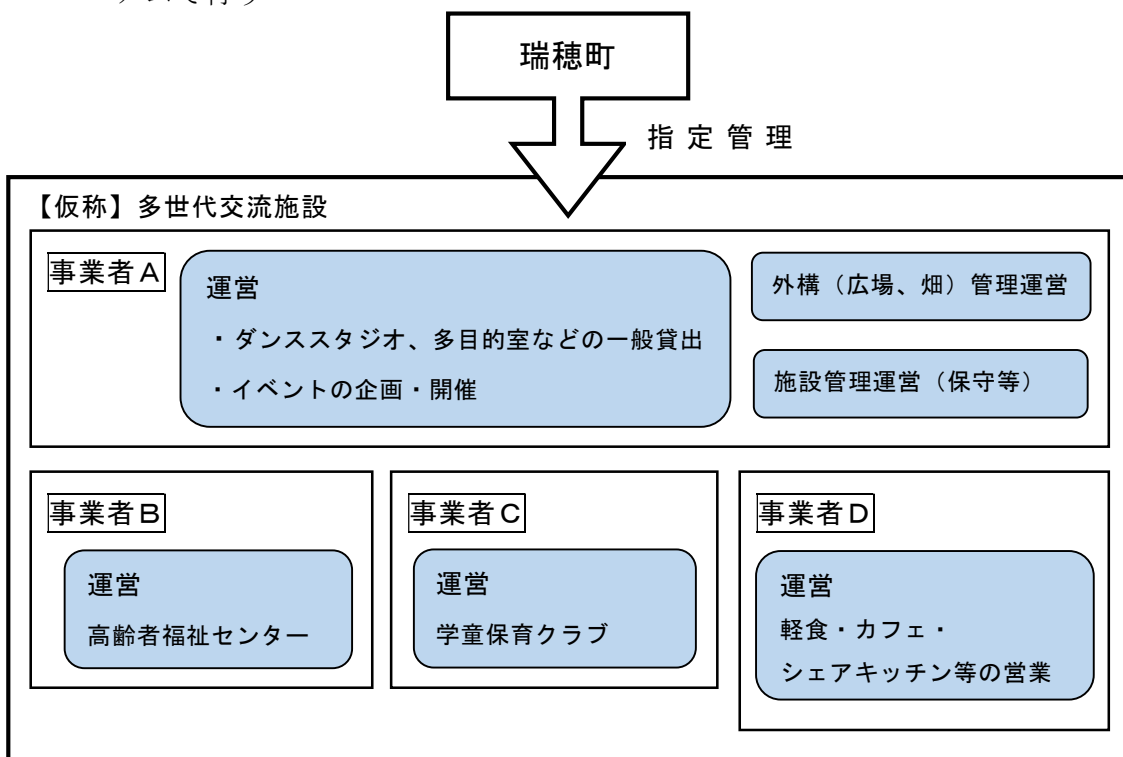 瑞穂町
指定管理
【仮称】多世代交流施設
事業者A
運営
・ダンススタジオ、多目的室などの一般貸出
・イベントの企画・開催
外構（広場、畑）管理運営
施設管理運営（保守等）
事業者B
運営
高齢者福祉センター
事業者C
運営
学童保育クラブ
事業者D
運営
軽食・カフェ・
シェアキッチン等の営業